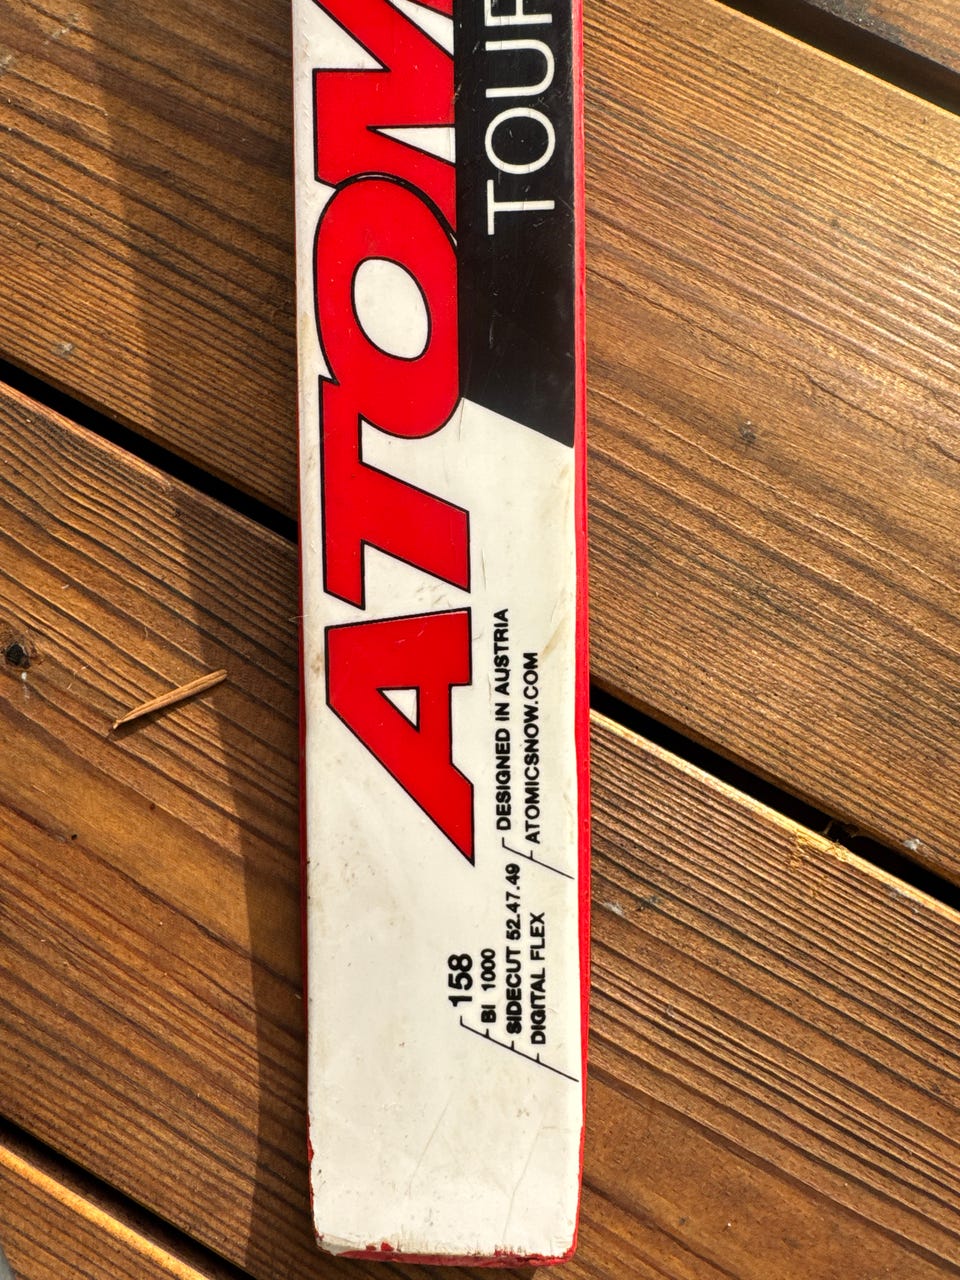 ATOM
TOUR
158
BI 1000
SIDECUT 52.47.49
DIGITAL FLEX
DESIGNED IN AUSTRIA
ATOMICSNOW.COM